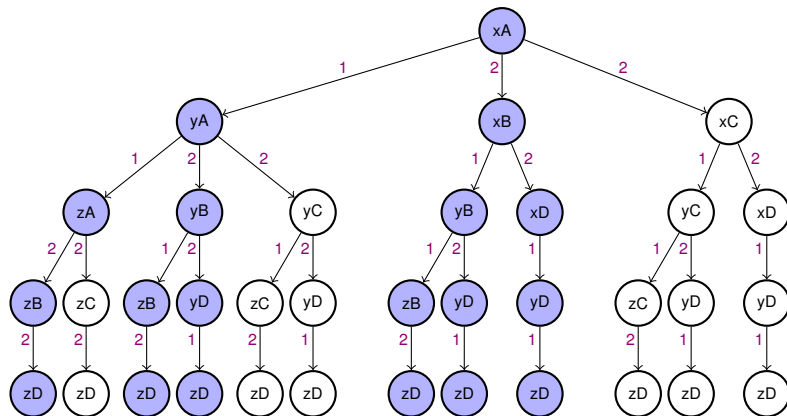 xA
1 2 2
yA xB xC
1 2 2 1 2 1 2
zA yB yC yB xD yC xD
2 2 1 2 1 2 1 2 1 1 2 1
zB zC zB yD zC yD zB yD yD zC yD yD
2 2 2 1 2 1 2 1 1 2 1 1
zD zD zD zD zD zD zD zD zD zD zD zD